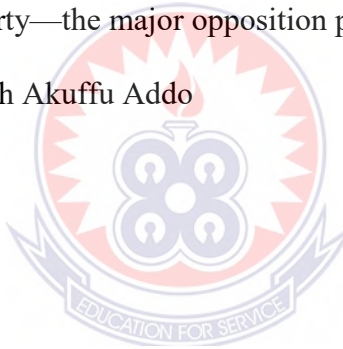 rty—the major opposition p
h Akuffu Addo
EDUCATION FOR SERVICE